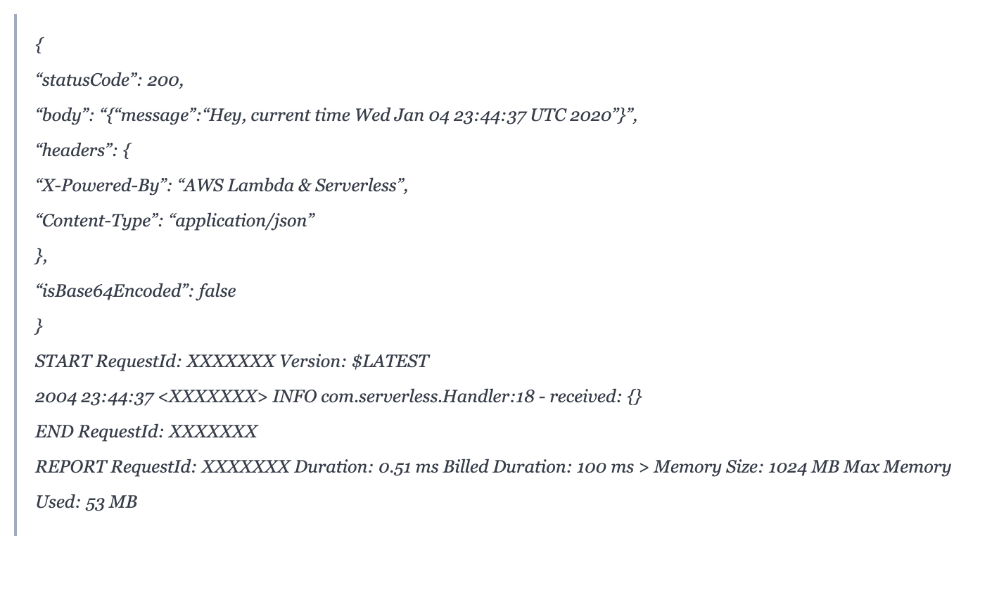 {
“statusCode”: 200,
“body”: “{“message”:“Hey, current time Wed Jan 04 23:44:37 UTC 2020”}”,
“headers”: {
“X-Powered-By”: “AWS Lambda & Serverless”,
“Content-Type”: “application/json”
},
“isBase64Encoded”: false
}
START RequestId: XXXXXXX Version: $LATEST
2004 23:44:37 <XXXXXXX> INFO com.serverless.Handler:18 - received: {}
END RequestId: XXXXXXX
REPORT RequestId: XXXXXXX Duration: 0.51 ms Billed Duration: 100 ms > Memory Size: 1024 MB Max Memory
Used: 53 MB